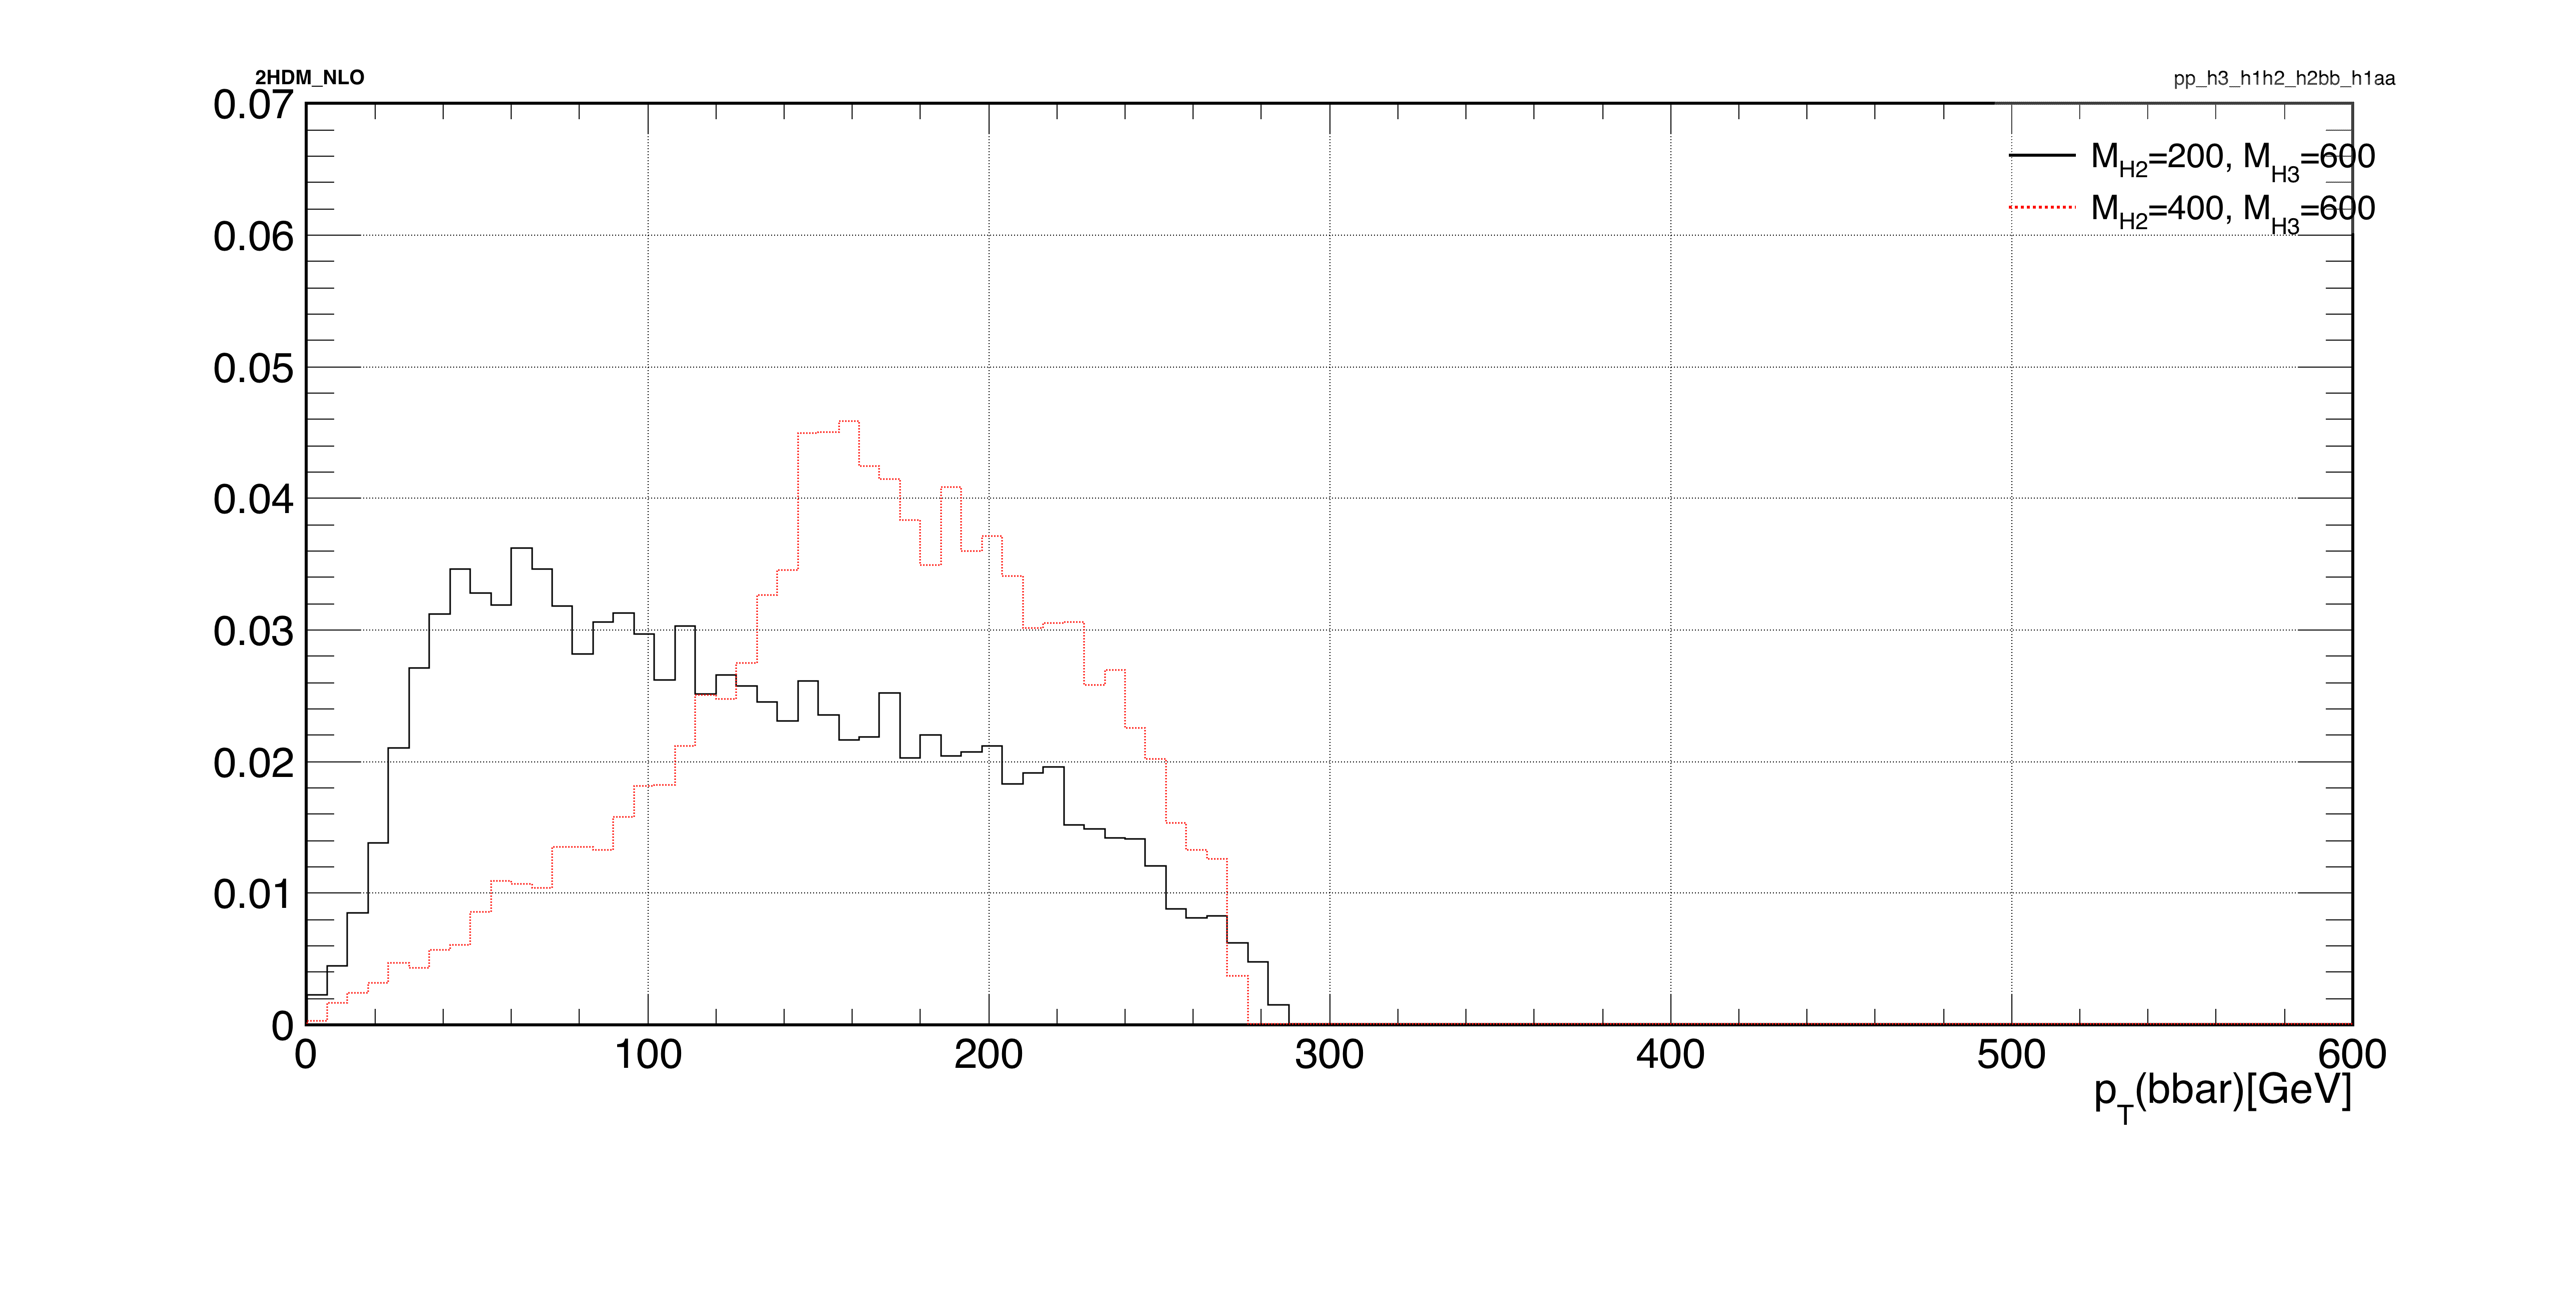 2HDM_NLO
pp_h3_h1h2_h2bb_h1aa
0.07
0.06
0.05
0.04
0.03
0.02
0.01
0
M_H2=200, M_H3=600
M_H2=400, M_H3=600
0 100 200 300 400 500 600
p_T(bbar)[GeV]